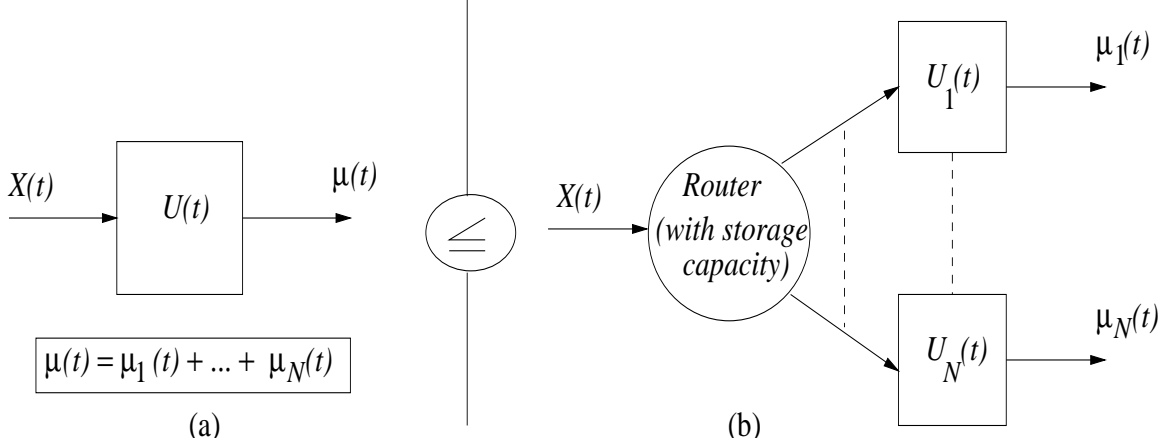 X(t)
U(t)
μ(t)
μ(t) = μ1 (t) + ... + μN(t)
(a)
≤
X(t)
Router
(with storage
capacity)
U1(t)
μ1(t)
UN(t)
μN(t)
(b)